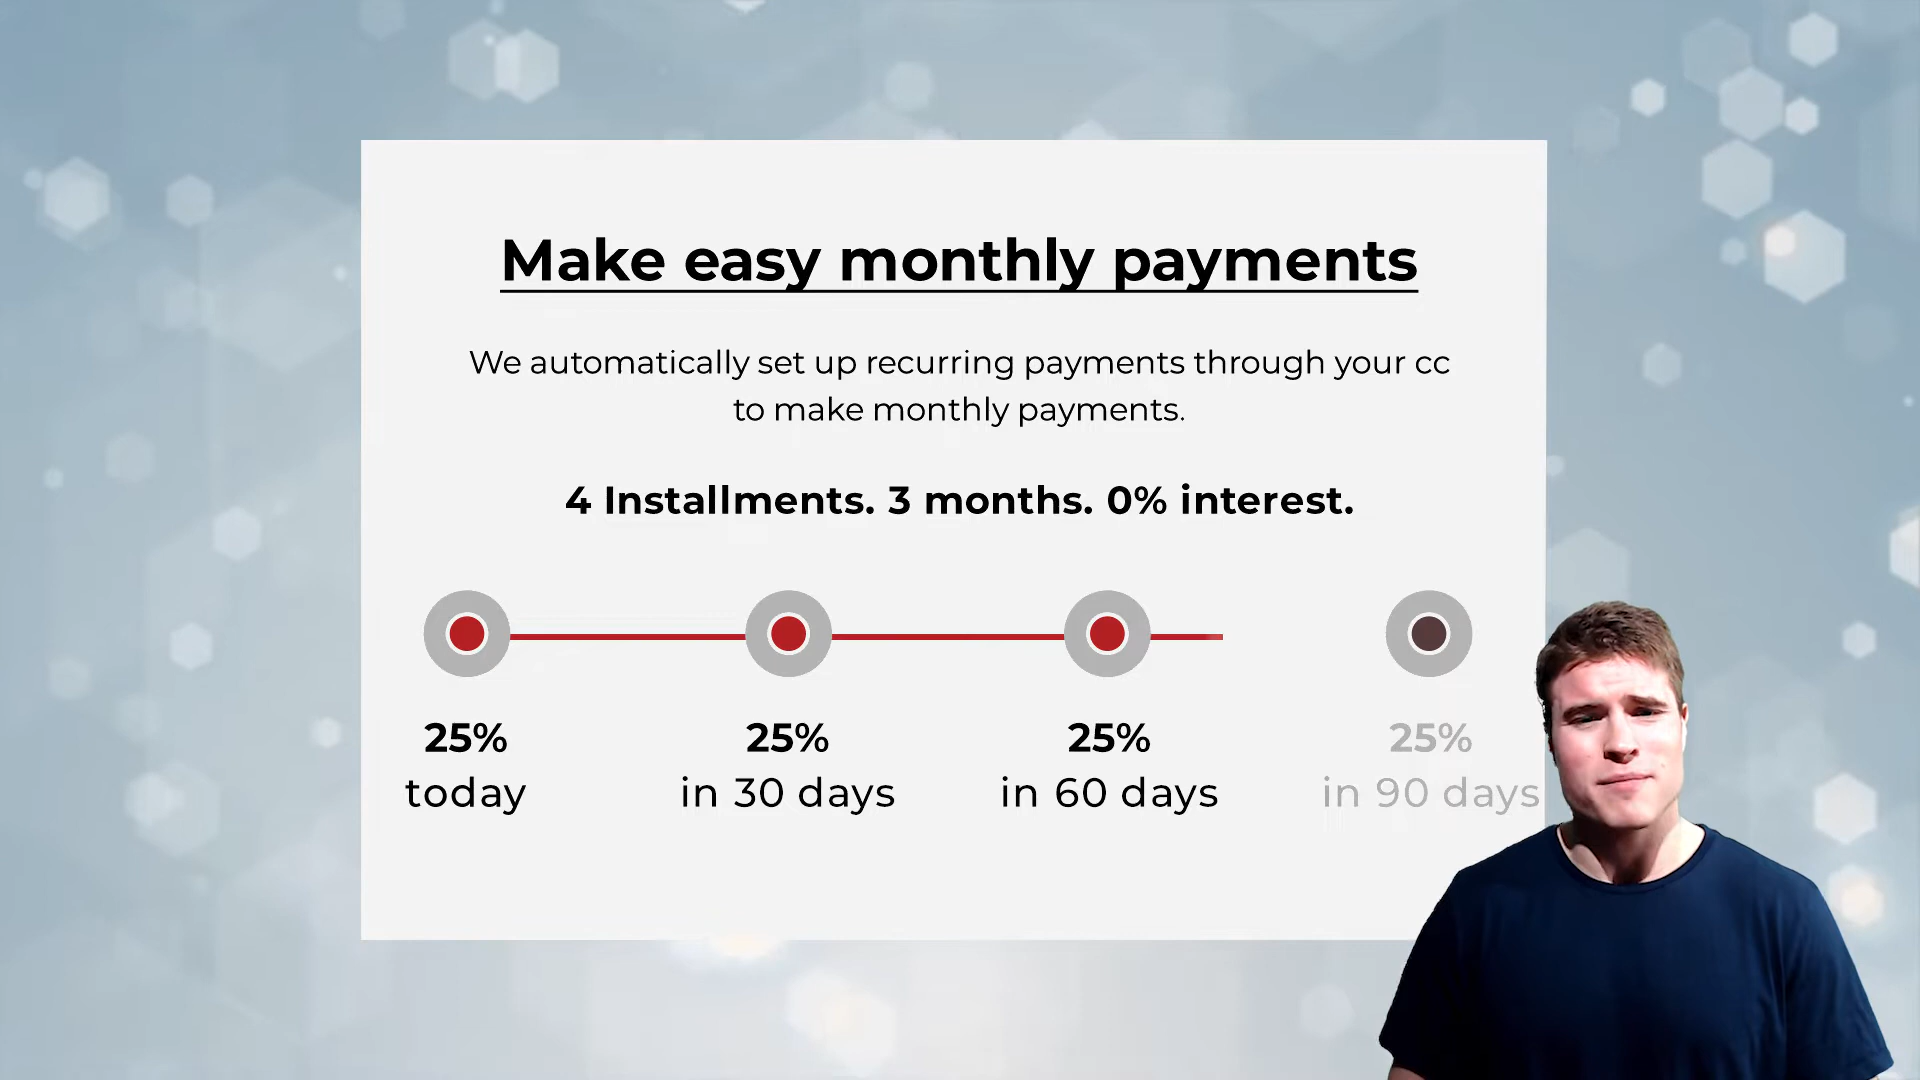 Make easy monthly payments
We automatically set up recurring payments through your cc
to make monthly payments.
4 Installments. 3 months. 0% interest.
25% 25% 25% 25%
today in 30 days in 60 days in 90 days